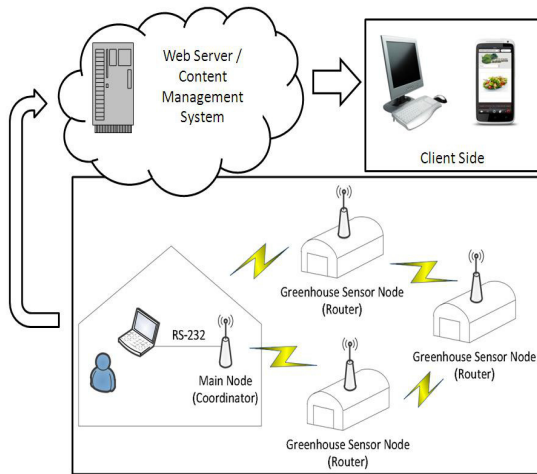 Web Server /
Content
Management
System
Client Side
RS-232
Main Node
(Coordinator)
Greenhouse Sensor Node
(Router)
Greenhouse Sensor Node
(Router)
Greenhouse Sensor Node
(Router)